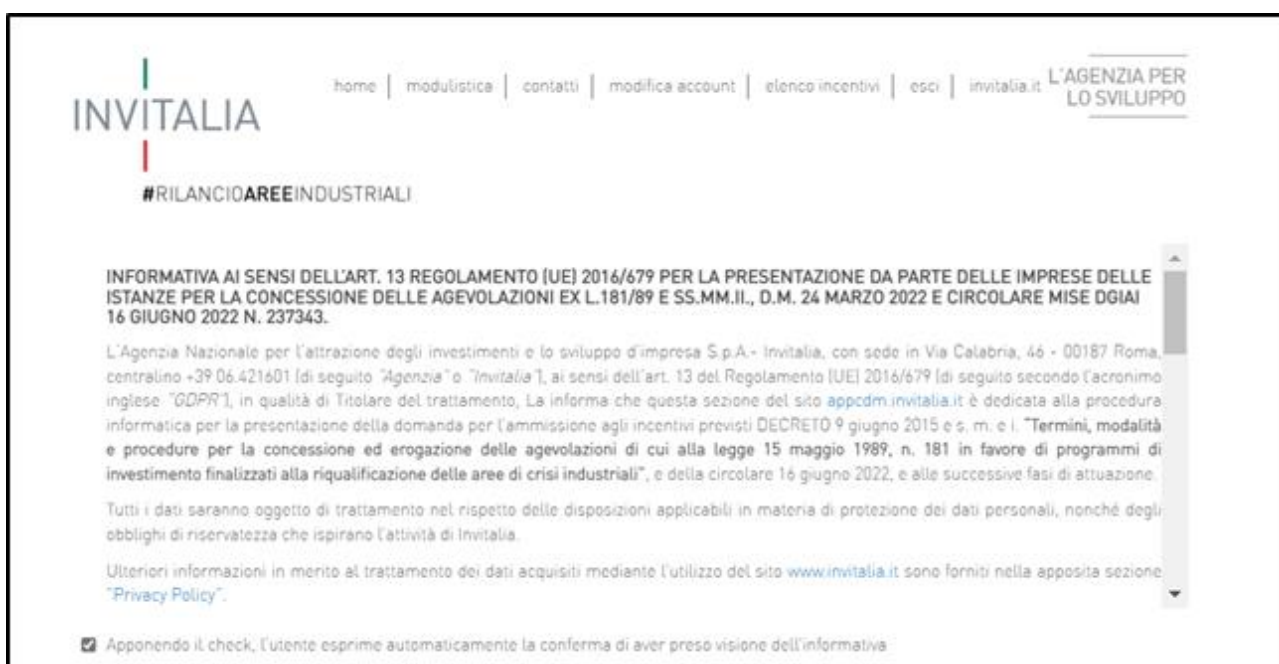 home | modulistica | contatti | modifica account | elenco incentivi | esci | invitalia.it
L'AGENZIA PER
LO SVILUPPO
INVITALIA
#RILANCIOAREEINDUSTRIALI
INFORMATIVA AI SENSI DELL'ART. 13 REGOLAMENTO (UE) 2016/679 PER LA PRESENTAZIONE DA PARTE DELLE IMPRESE DELLE
ISTANZE PER LA CONCESSIONE DELLE AGEVOLAZIONI EX L.181/89 E SS.MM.II., D.M. 24 MARZO 2022 E CIRCOLARE MISE DGIAI
16 GIUGNO 2022 N. 237343.
L'Agenzia Nazionale per l'attrazione degli investimenti e lo sviluppo d'impresa S.p.A.- Invitalia, con sede in Via Calabria, 46 - 00187 Roma,
centralino +39 06.421601 (di seguito "Agenzia" o "Invitalia"), ai sensi dell'art. 13 del Regolamento (UE) 2016/679 (di seguito secondo l'acronimo
inglese "GDPR"), in qualità di Titolare del trattamento, La informa che questa sezione del sito appcdm.invitalia.it è dedicata alla procedura
informatica per la presentazione della domanda per l'ammissione agli incentivi previsti DECRETO 9 giugno 2015 e s. m. e i. "Termini, modalità
e procedure per la concessione ed erogazione delle agevolazioni di cui alla legge 15 maggio 1989, n. 181 in favore di programmi di
investimento finalizzati alla riqualificazione delle aree di crisi industriali", e della circolare 16 giugno 2022, e alle successive fasi di attuazione.
Tutti i dati saranno oggetto di trattamento nel rispetto delle disposizioni applicabili in materia di protezione dei dati personali, nonché degli
obblighi di riservatezza che ispirano l'attività di Invitalia.
Ulteriori informazioni in merito al trattamento dei dati acquisiti mediante l'utilizzo del sito www.invitalia.it sono forniti nella apposita sezione
"Privacy Policy".
Apponendo il check, l'utente esprime automaticamente la conferma di aver preso visione dell'informativa